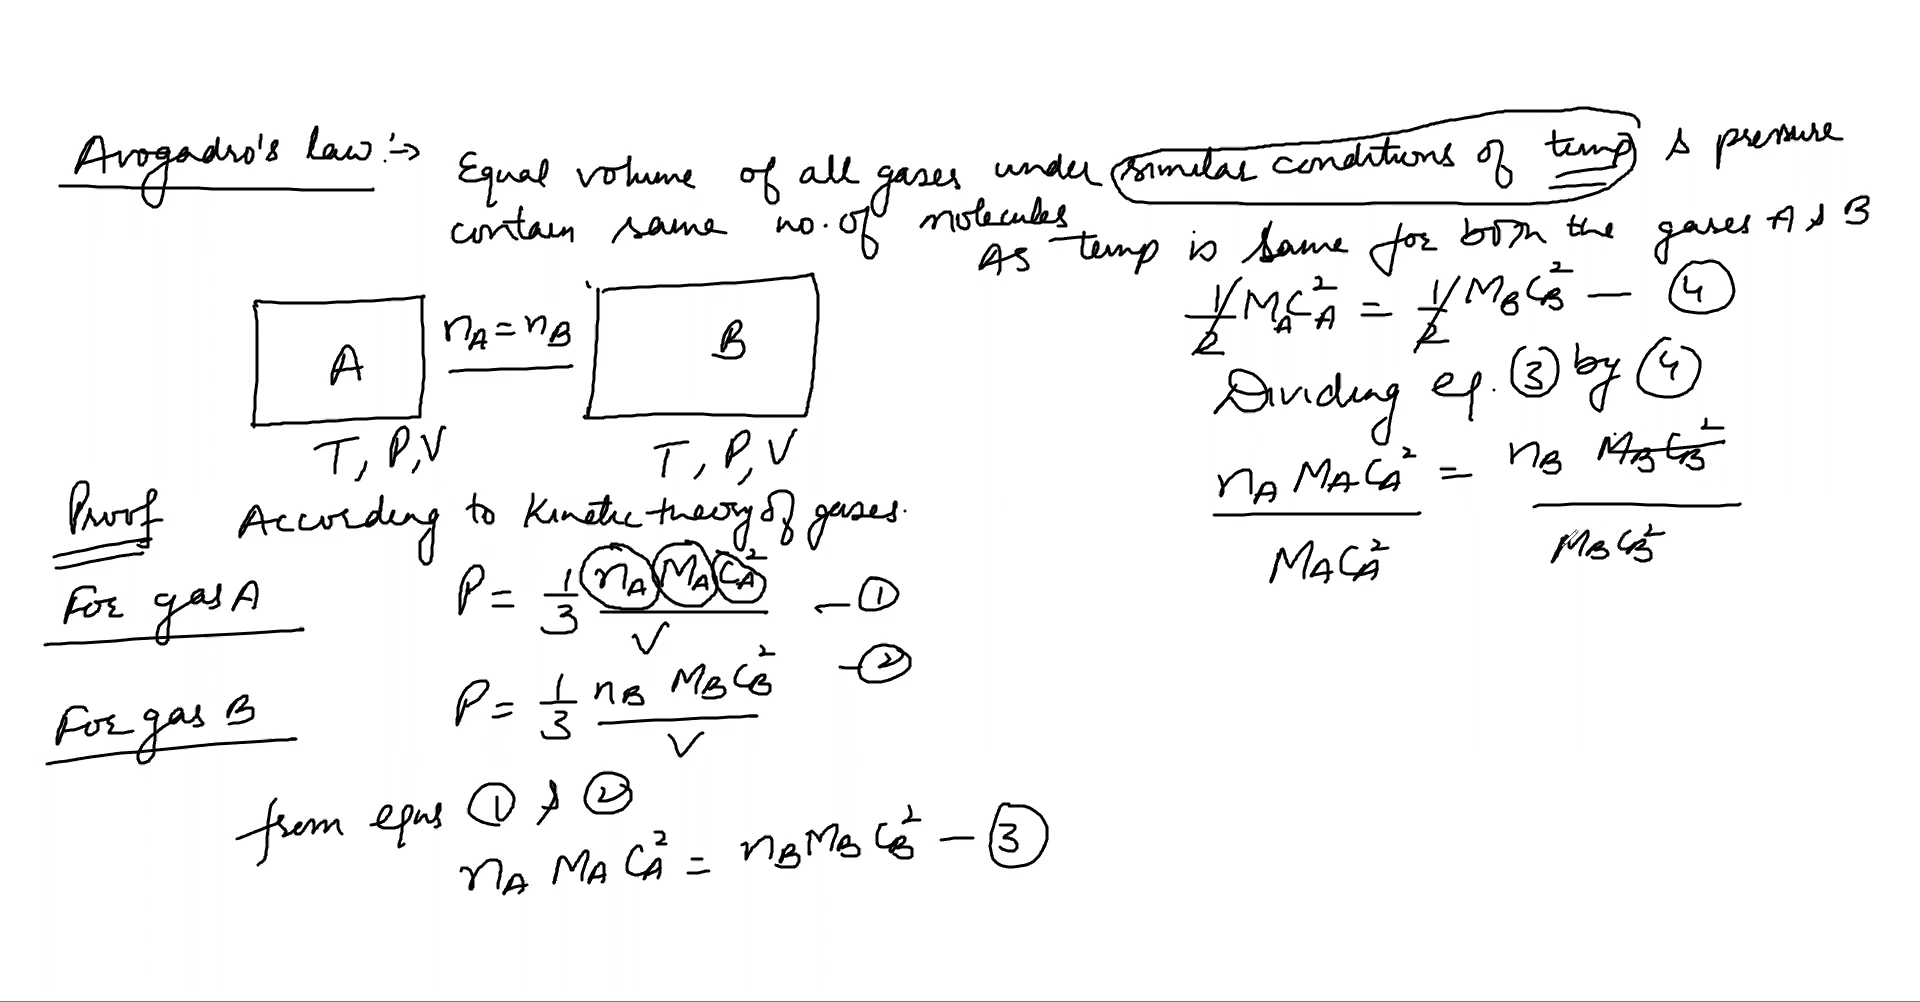 Avogadro's law :→ Equal volume of all gases under similar conditions of temp & pressure
contain same no. of molecules
A
nA = nB
B
T, P, V
T, P, V
Proof According to Kinetic theory of gases.
For gas A P = 1/3 nA MA CA² / V — ①
For gas B P = 1/3 nB MB CB² / V — ②
from eqns ① & ②
nA MA CA² = nB MB CB² — ③
As temp is same for both the gases A & B
1/2 MA CA² = 1/2 MB CB² — ④
Dividing eq. ③ by ④
nA MA CA² / MA CA² = nB MB CB² / MB CB²